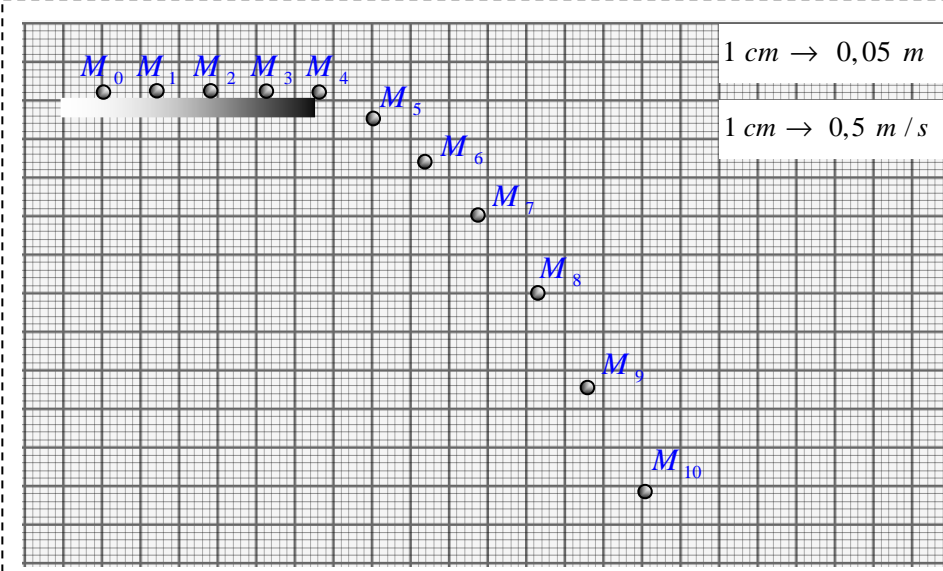 1 cm → 0,05 m
M₀ M₁ M₂ M₃ M₄
M₅
1 cm → 0,5 m/s
M₆
M₇
M₈
M₉
M₁₀